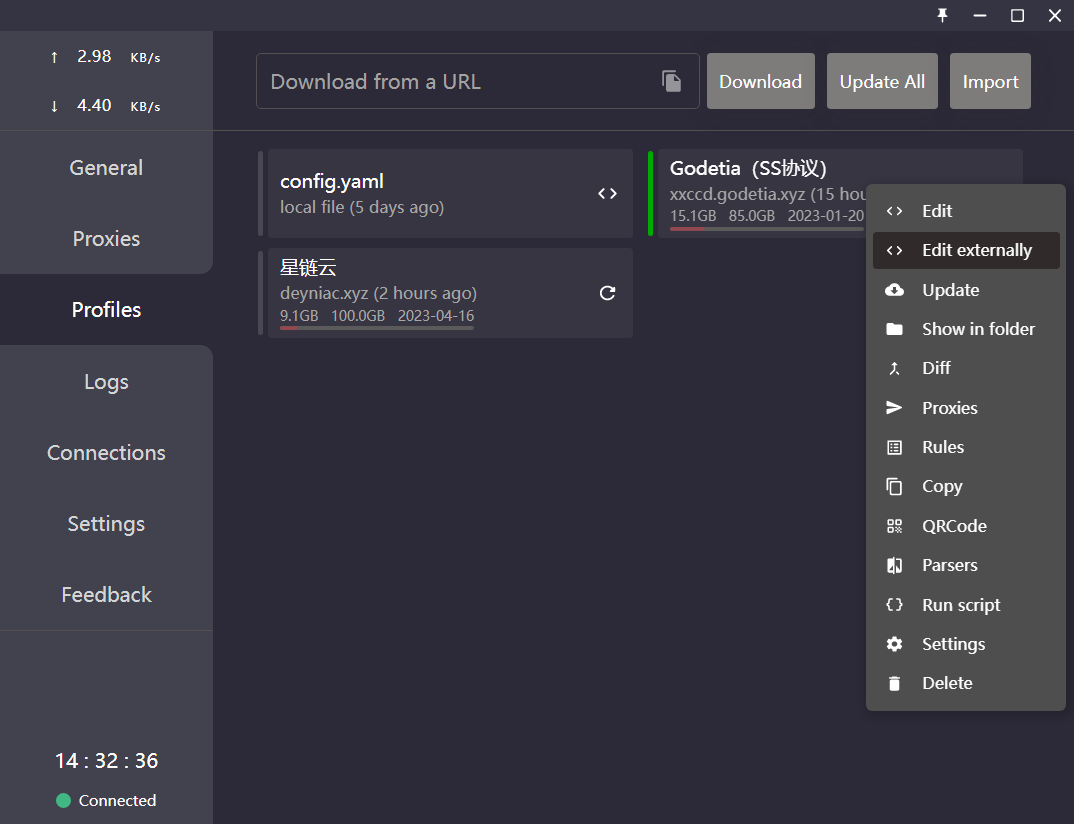 ↑ 2.98 KB/s
↓ 4.40 KB/s
General
Proxies
Profiles
Logs
Connections
Settings
Feedback
14 : 32 : 36
Connected
Download from a URL
Download
Update All
Import
config.yaml
local file (5 days ago)
Godetia（SS协议）
xxccd.godetia.xyz (15
15.1GB 85.0GB 2023-01-20
星链云
deyniac.xyz (2 hours ago)
9.1GB 100.0GB 2023-04-16
Edit
Edit externally
Update
Show in folder
Diff
Proxies
Rules
Copy
QRCode
Parsers
Run script
Settings
Delete